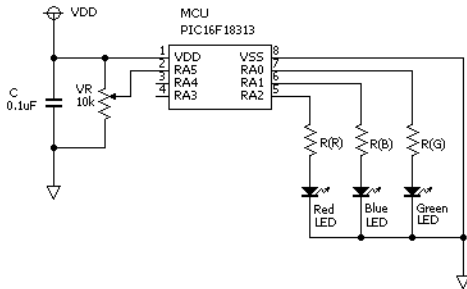 VDD
MCU
PIC16F18313
1 VDD VSS 8
2 RA5 RA0 7
3 RA4 RA1 6
4 RA3 RA2 5
C
0.1uF
VR
10k
R(R) R(B) R(G)
Red Blue Green
LED LED LED